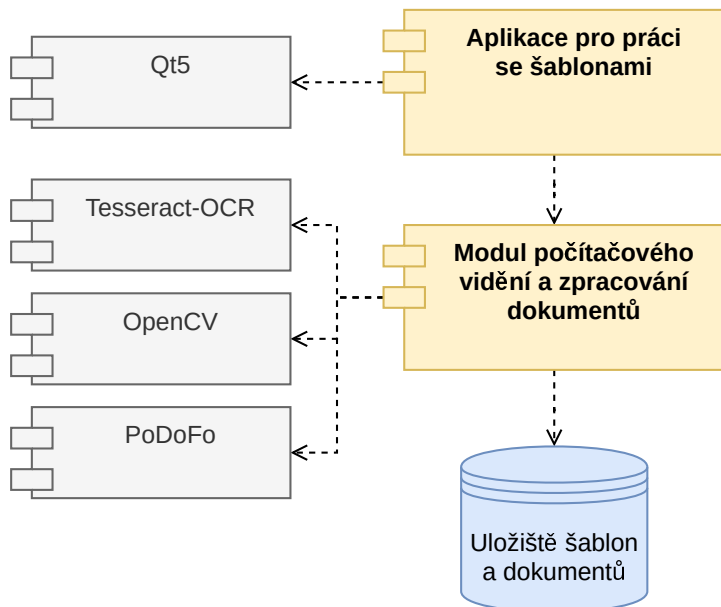 Qt5
Aplikace pro práci
se šablonami
Tesseract-OCR
Modul počítačového
vidění a zpracování
dokumentů
OpenCV
PoDoFo
Uložiště šablon
a dokumentů